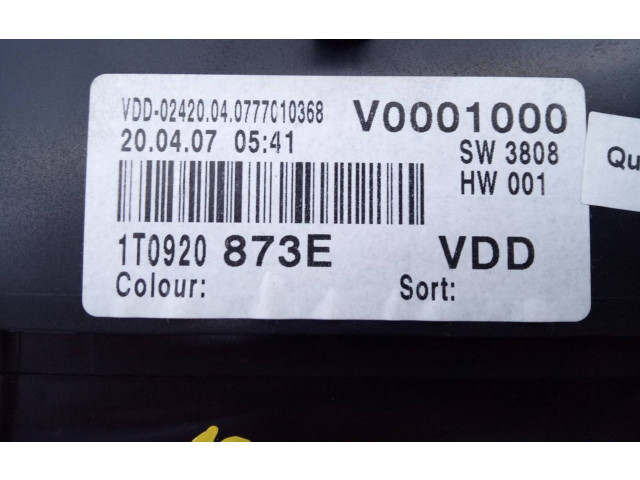 VDD-02420.04.0777010368 V0001000
20.04.07 05:41 SW 3808
HW 001
Qu
1T0920 873E VDD
Colour: Sort: